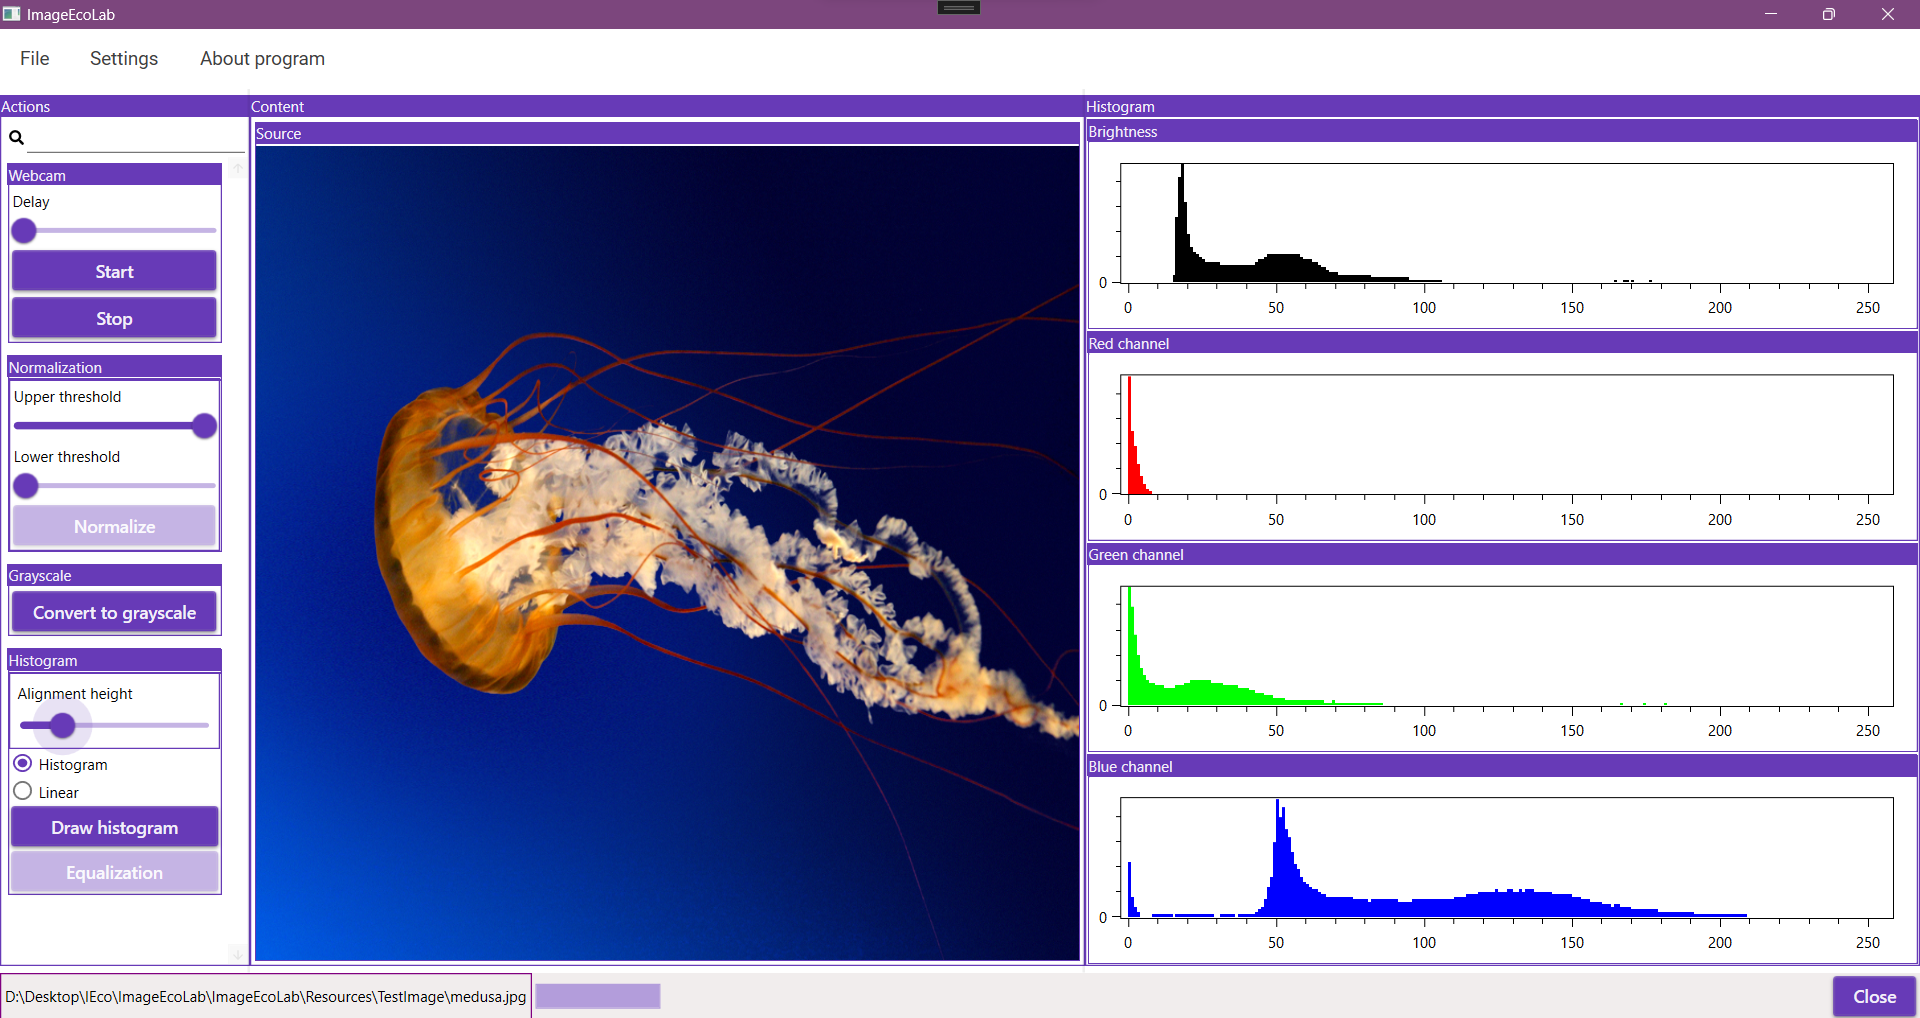 ImageEcoLab
File Settings About program
Actions
Webcam
Delay
Start
Stop
Normalization
Upper threshold
Lower threshold
Normalize
Grayscale
Convert to grayscale
Histogram
Alignment height
Histogram
Linear
Draw histogram
Equalization
Content
Source
Histogram
Brightness
0
0 50 100 150 200 250
Red channel
0
0 50 100 150 200 250
Green channel
0
0 50 100 150 200 250
Blue channel
0
0 50 100 150 200 250
D:\Desktop\IEco\ImageEcoLab\ImageEcoLab\Resources\TestImage\medusa.jpg
Close